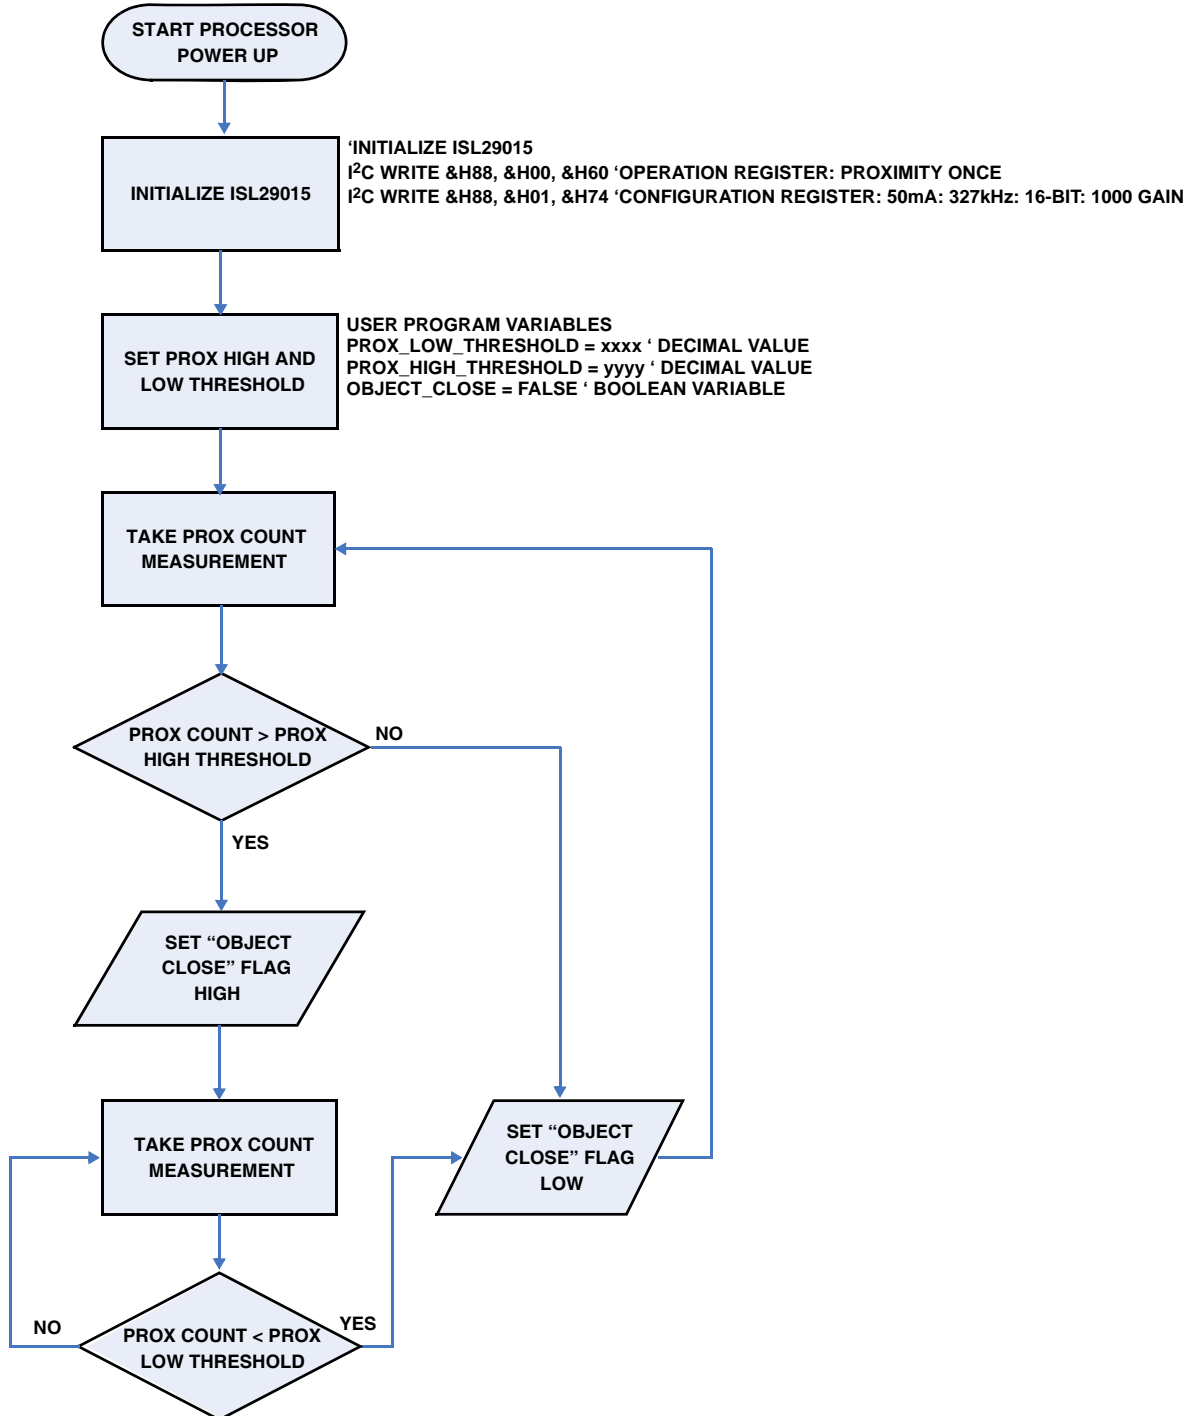 START PROCESSOR
POWER UP
INITIALIZE ISL29015
‘INITIALIZE ISL29015
I²C WRITE &H88, &H00, &H60 ‘OPERATION REGISTER: PROXIMITY ONCE
I²C WRITE &H88, &H01, &H74 ‘CONFIGURATION REGISTER: 50mA: 327kHz: 16-BIT: 1000 GAIN
SET PROX HIGH AND
LOW THRESHOLD
USER PROGRAM VARIABLES
PROX_LOW_THRESHOLD = xxxx ‘ DECIMAL VALUE
PROX_HIGH_THRESHOLD = yyyy ‘ DECIMAL VALUE
OBJECT_CLOSE = FALSE ‘ BOOLEAN VARIABLE
TAKE PROX COUNT
MEASUREMENT
PROX COUNT > PROX
HIGH THRESHOLD
NO
YES
SET “OBJECT
CLOSE” FLAG
HIGH
TAKE PROX COUNT
MEASUREMENT
SET “OBJECT
CLOSE” FLAG
LOW
PROX COUNT < PROX
LOW THRESHOLD
NO
YES